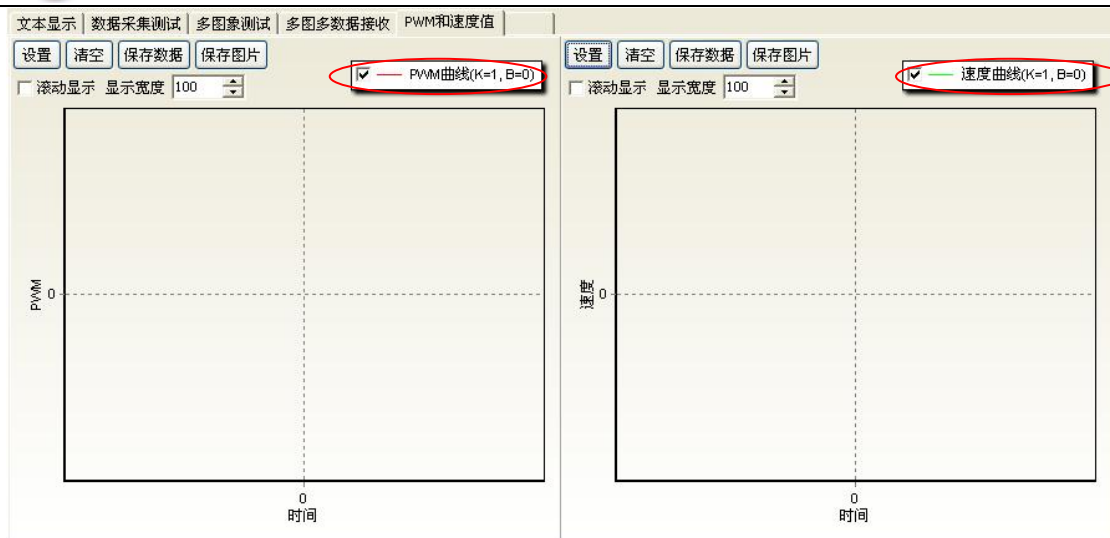 文本显示 数据采集测试 多图象测试 多图多数据接收 PWM和速度值
设置 清空 保存数据 保存图片
PWM曲线(K=1, B=0)
滚动显示 显示宽度 100
PWM
0
0
时间
设置 清空 保存数据 保存图片
速度曲线(K=1, B=0)
滚动显示 显示宽度 100
速度
0
0
时间